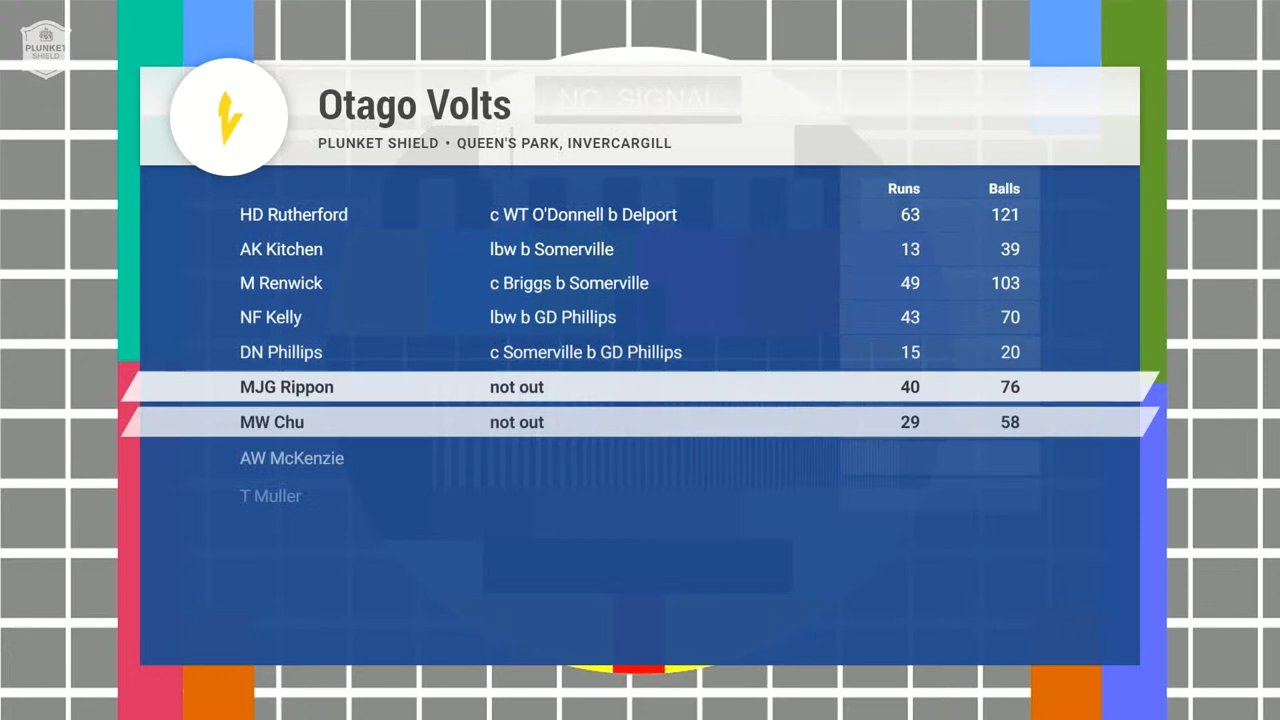 PLUNKET
SHIELD
NO SIGNAL
Otago Volts
PLUNKET SHIELD • QUEEN'S PARK, INVERCARGILL
Runs Balls
HD Rutherford c WT O'Donnell b Delport 63 121
AK Kitchen lbw b Somerville 13 39
M Renwick c Briggs b Somerville 49 103
NF Kelly lbw b GD Phillips 43 70
DN Phillips c Somerville b GD Phillips 15 20
MJG Rippon not out 40 76
MW Chu not out 29 58
AW McKenzie
T Muller